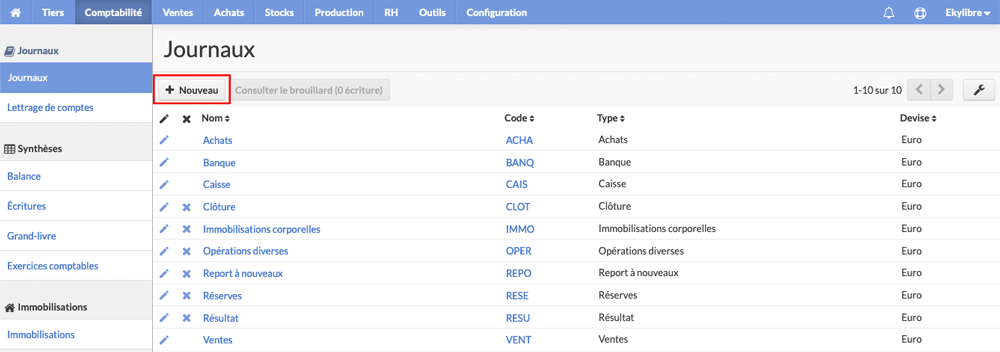 Tiers Comptabilité Ventes Achats Stocks Production RH Outils Configuration Ekylibre
Journaux
Journaux
Lettrage de comptes
Synthèses
Balance
Écritures
Grand-livre
Exercices comptables
Immobilisations
Immobilisations
Journaux
+ Nouveau Consulter le brouillard (0 écriture) 1-10 sur 10
Nom Code Type Devise
Achats ACHA Achats Euro
Banque BANQ Banque Euro
Caisse CAIS Caisse Euro
Clôture CLOT Clôture Euro
Immobilisations corporelles IMMO Immobilisations corporelles Euro
Opérations diverses OPER Opérations diverses Euro
Report à nouveaux REPO Report à nouveaux Euro
Réserves RESE Réserves Euro
Résultat RESU Résultat Euro
Ventes VENT Ventes Euro